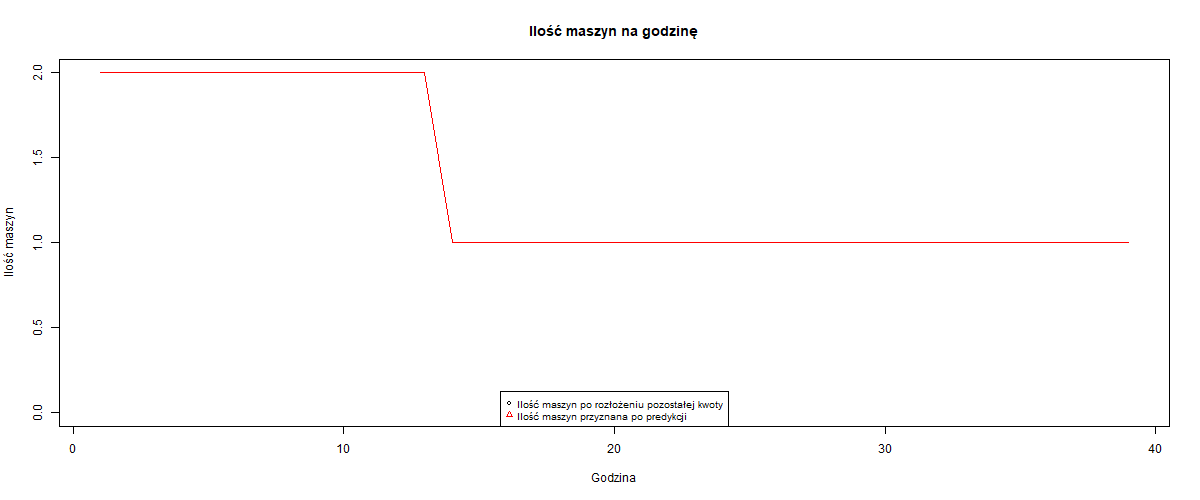 Ilość maszyn na godzinę
Ilość maszyn
2.0
1.5
1.0
0.5
0.0
Ilość maszyn po rozłożeniu pozostałej kwoty
Ilość maszyn przyznana po predykcji
0 10 20 30 40
Godzina